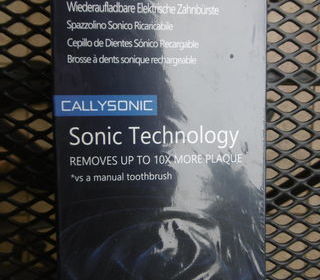 Wiederaufladbare Elektrische Zahnbürste
Spazzolino Sonico Ricaricabile
Cepillo de Dientes Sónico Recargable
Brosse à dents sonique rechargeable
CALLYSONIC
Sonic Technology
REMOVES UP TO 10X MORE PLAQUE
*vs a manual toothbrush